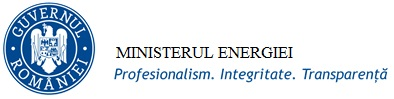 GUVERNUL ROMÂNIEI
MINISTERUL ENERGIEI
Profesionalism. Integritate. Transparență